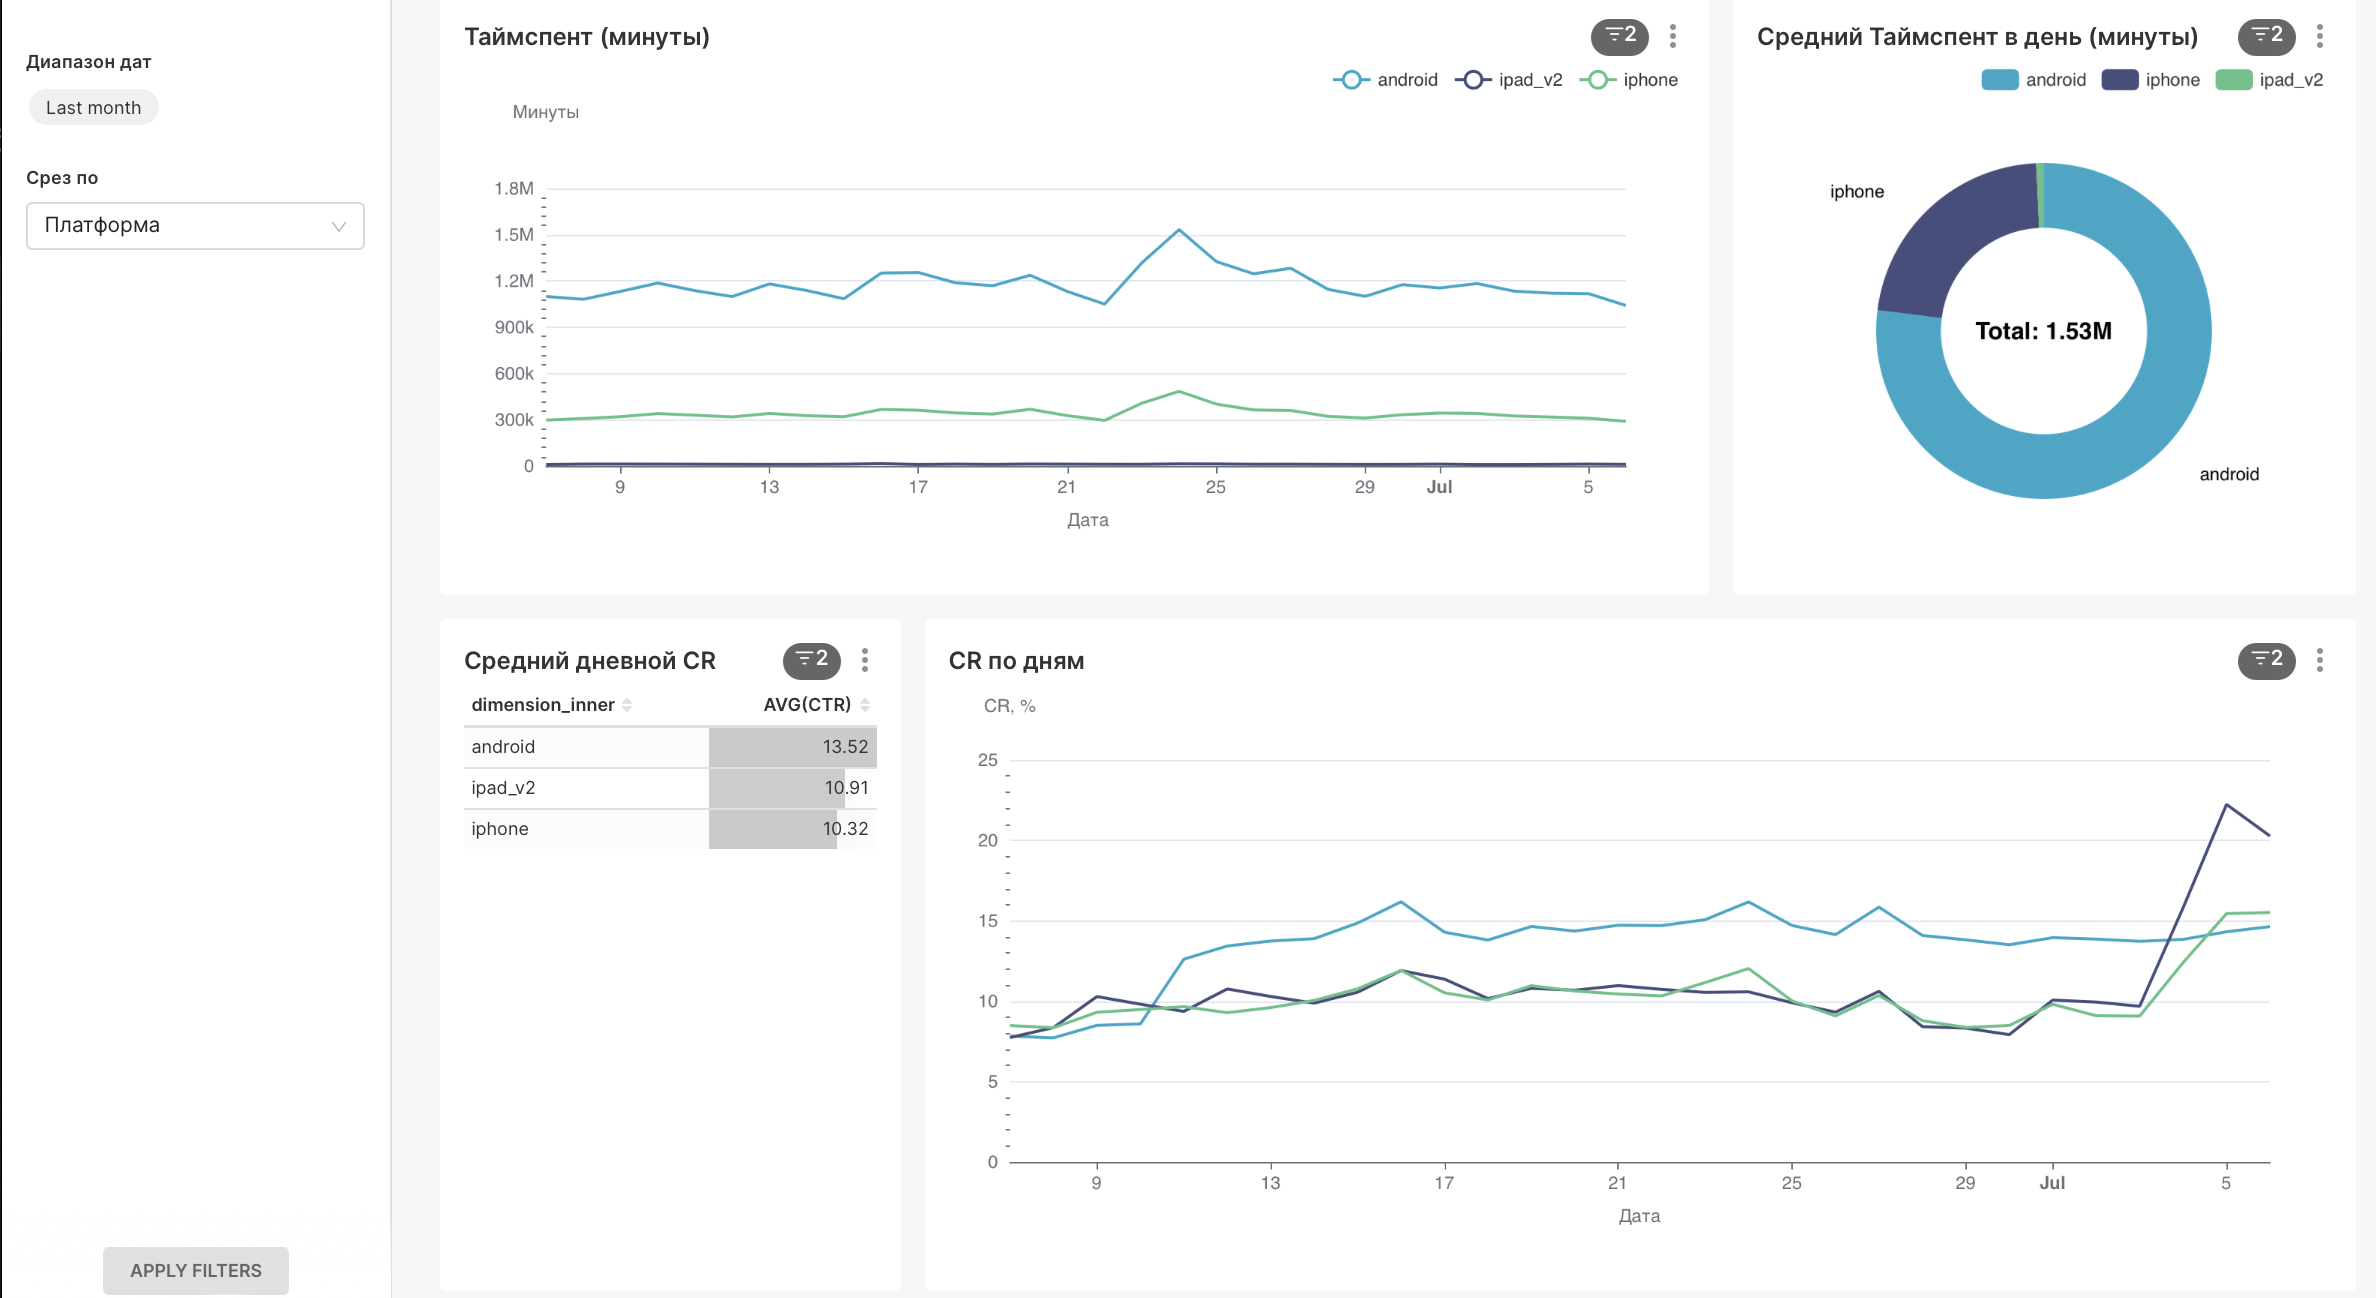 Диапазон дат
Last month
Срез по
Платформа
APPLY FILTERS
Таймспент (минуты)
2
android
ipad_v2
iphone
Минуты
1.8M
1.5M
1.2M
900k
600k
300k
0
9
13
17
21
25
29
Jul
5
Дата
Средний Таймспент в день (минуты)
2
android
iphone
ipad_v2
iphone
Total: 1.53M
android
Средний дневной CR
2
dimension_inner AVG(CTR)
android 13.52
ipad_v2 10.91
iphone 10.32
CR по дням
2
CR, %
25
20
15
10
5
0
9
13
17
21
25
29
Jul
5
Дата